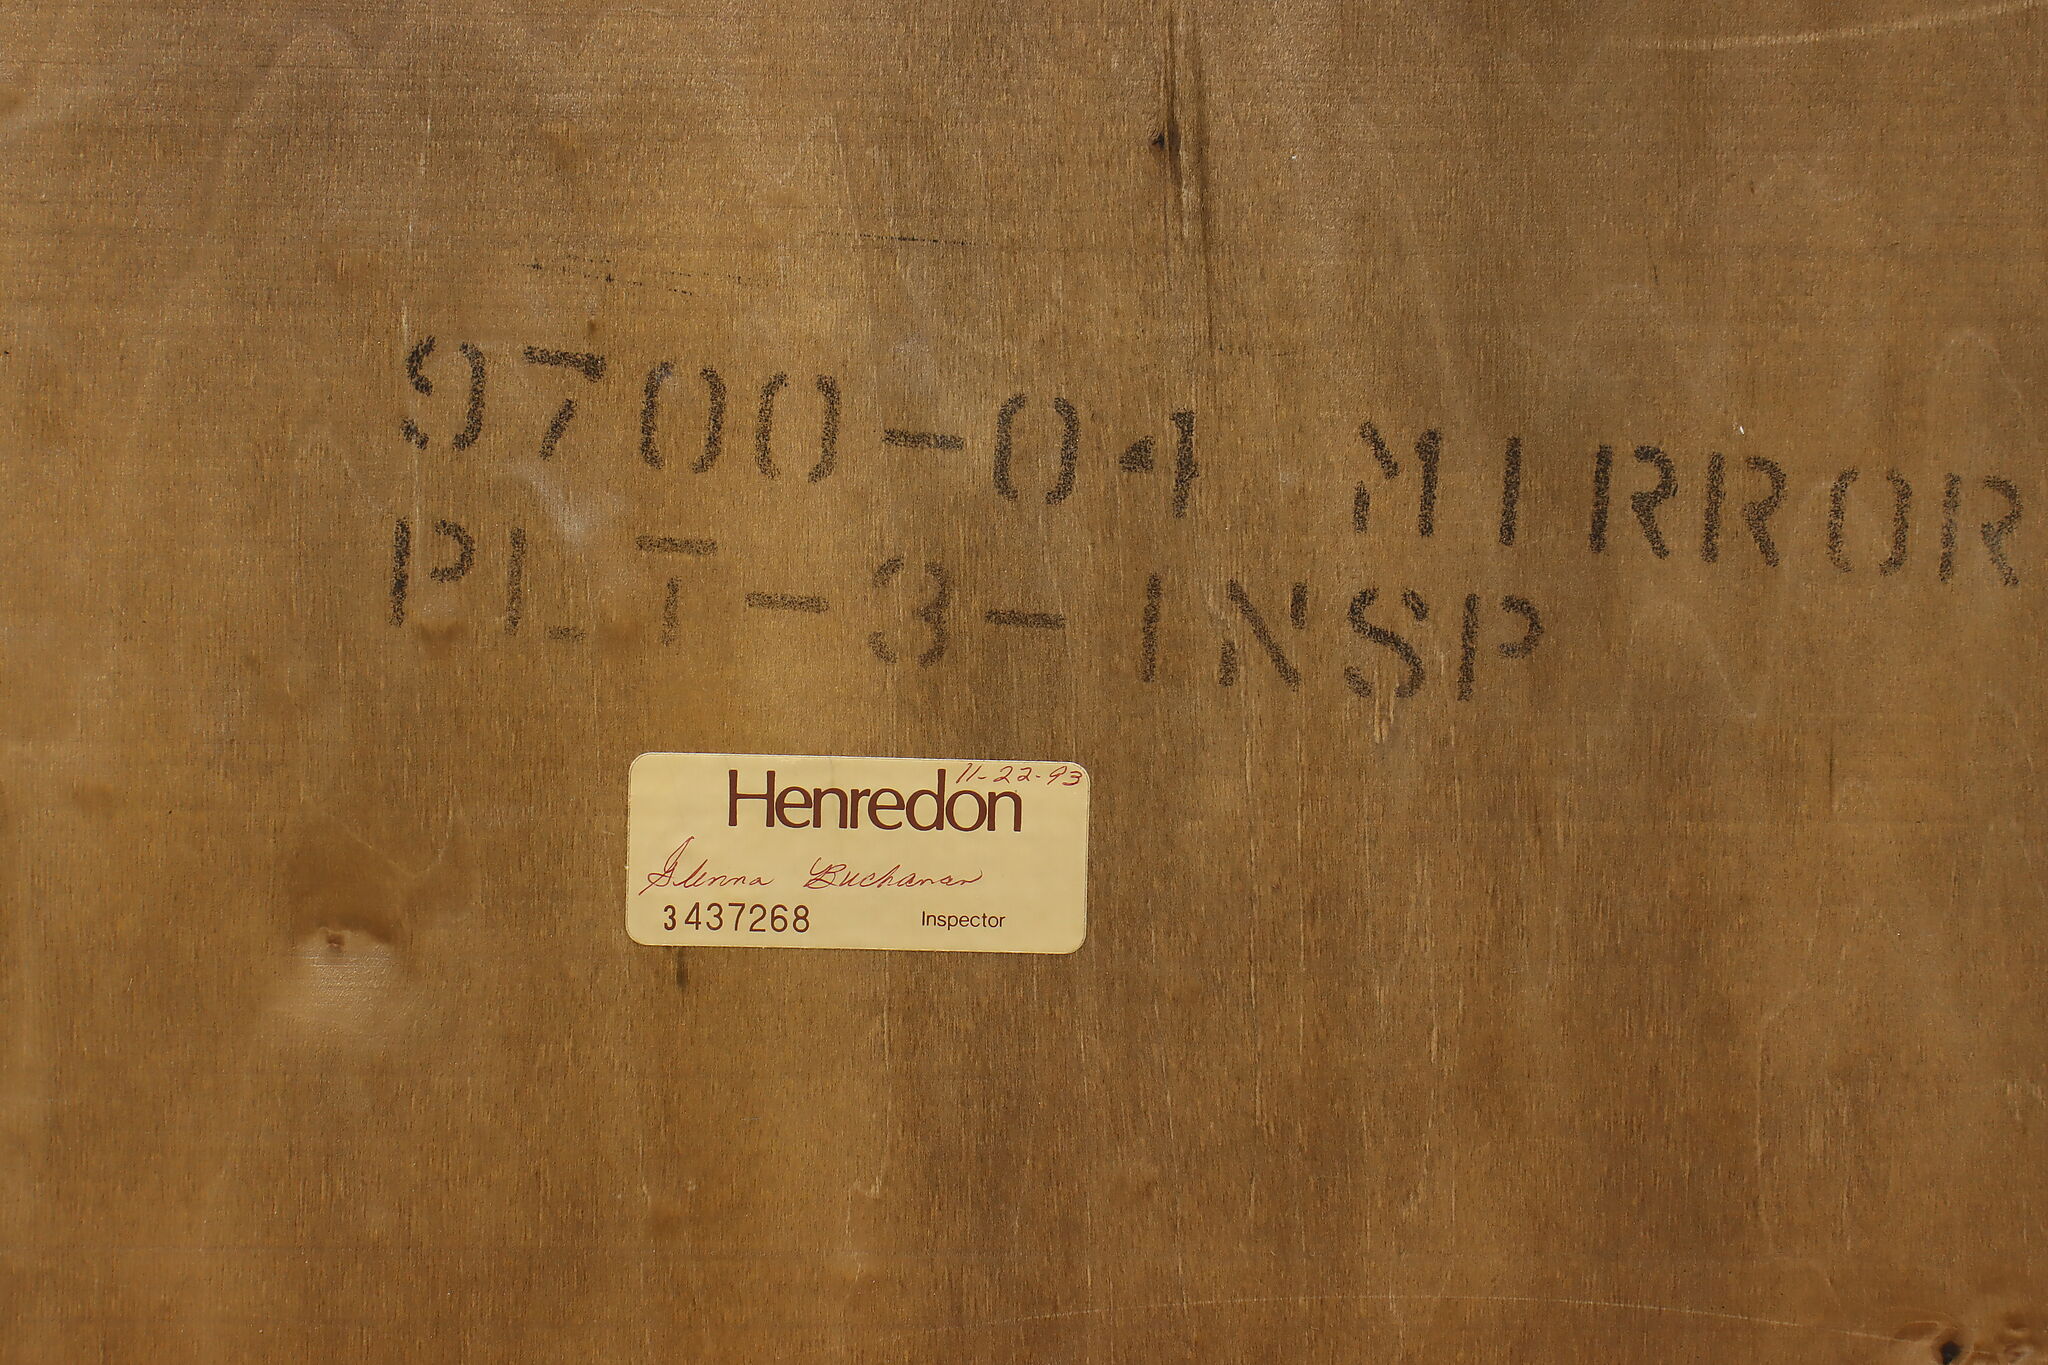 9700-04 MIRROR
PLT-3-INSP
11-22-93
Henredon
Glenna Buchanan
3437268 Inspector